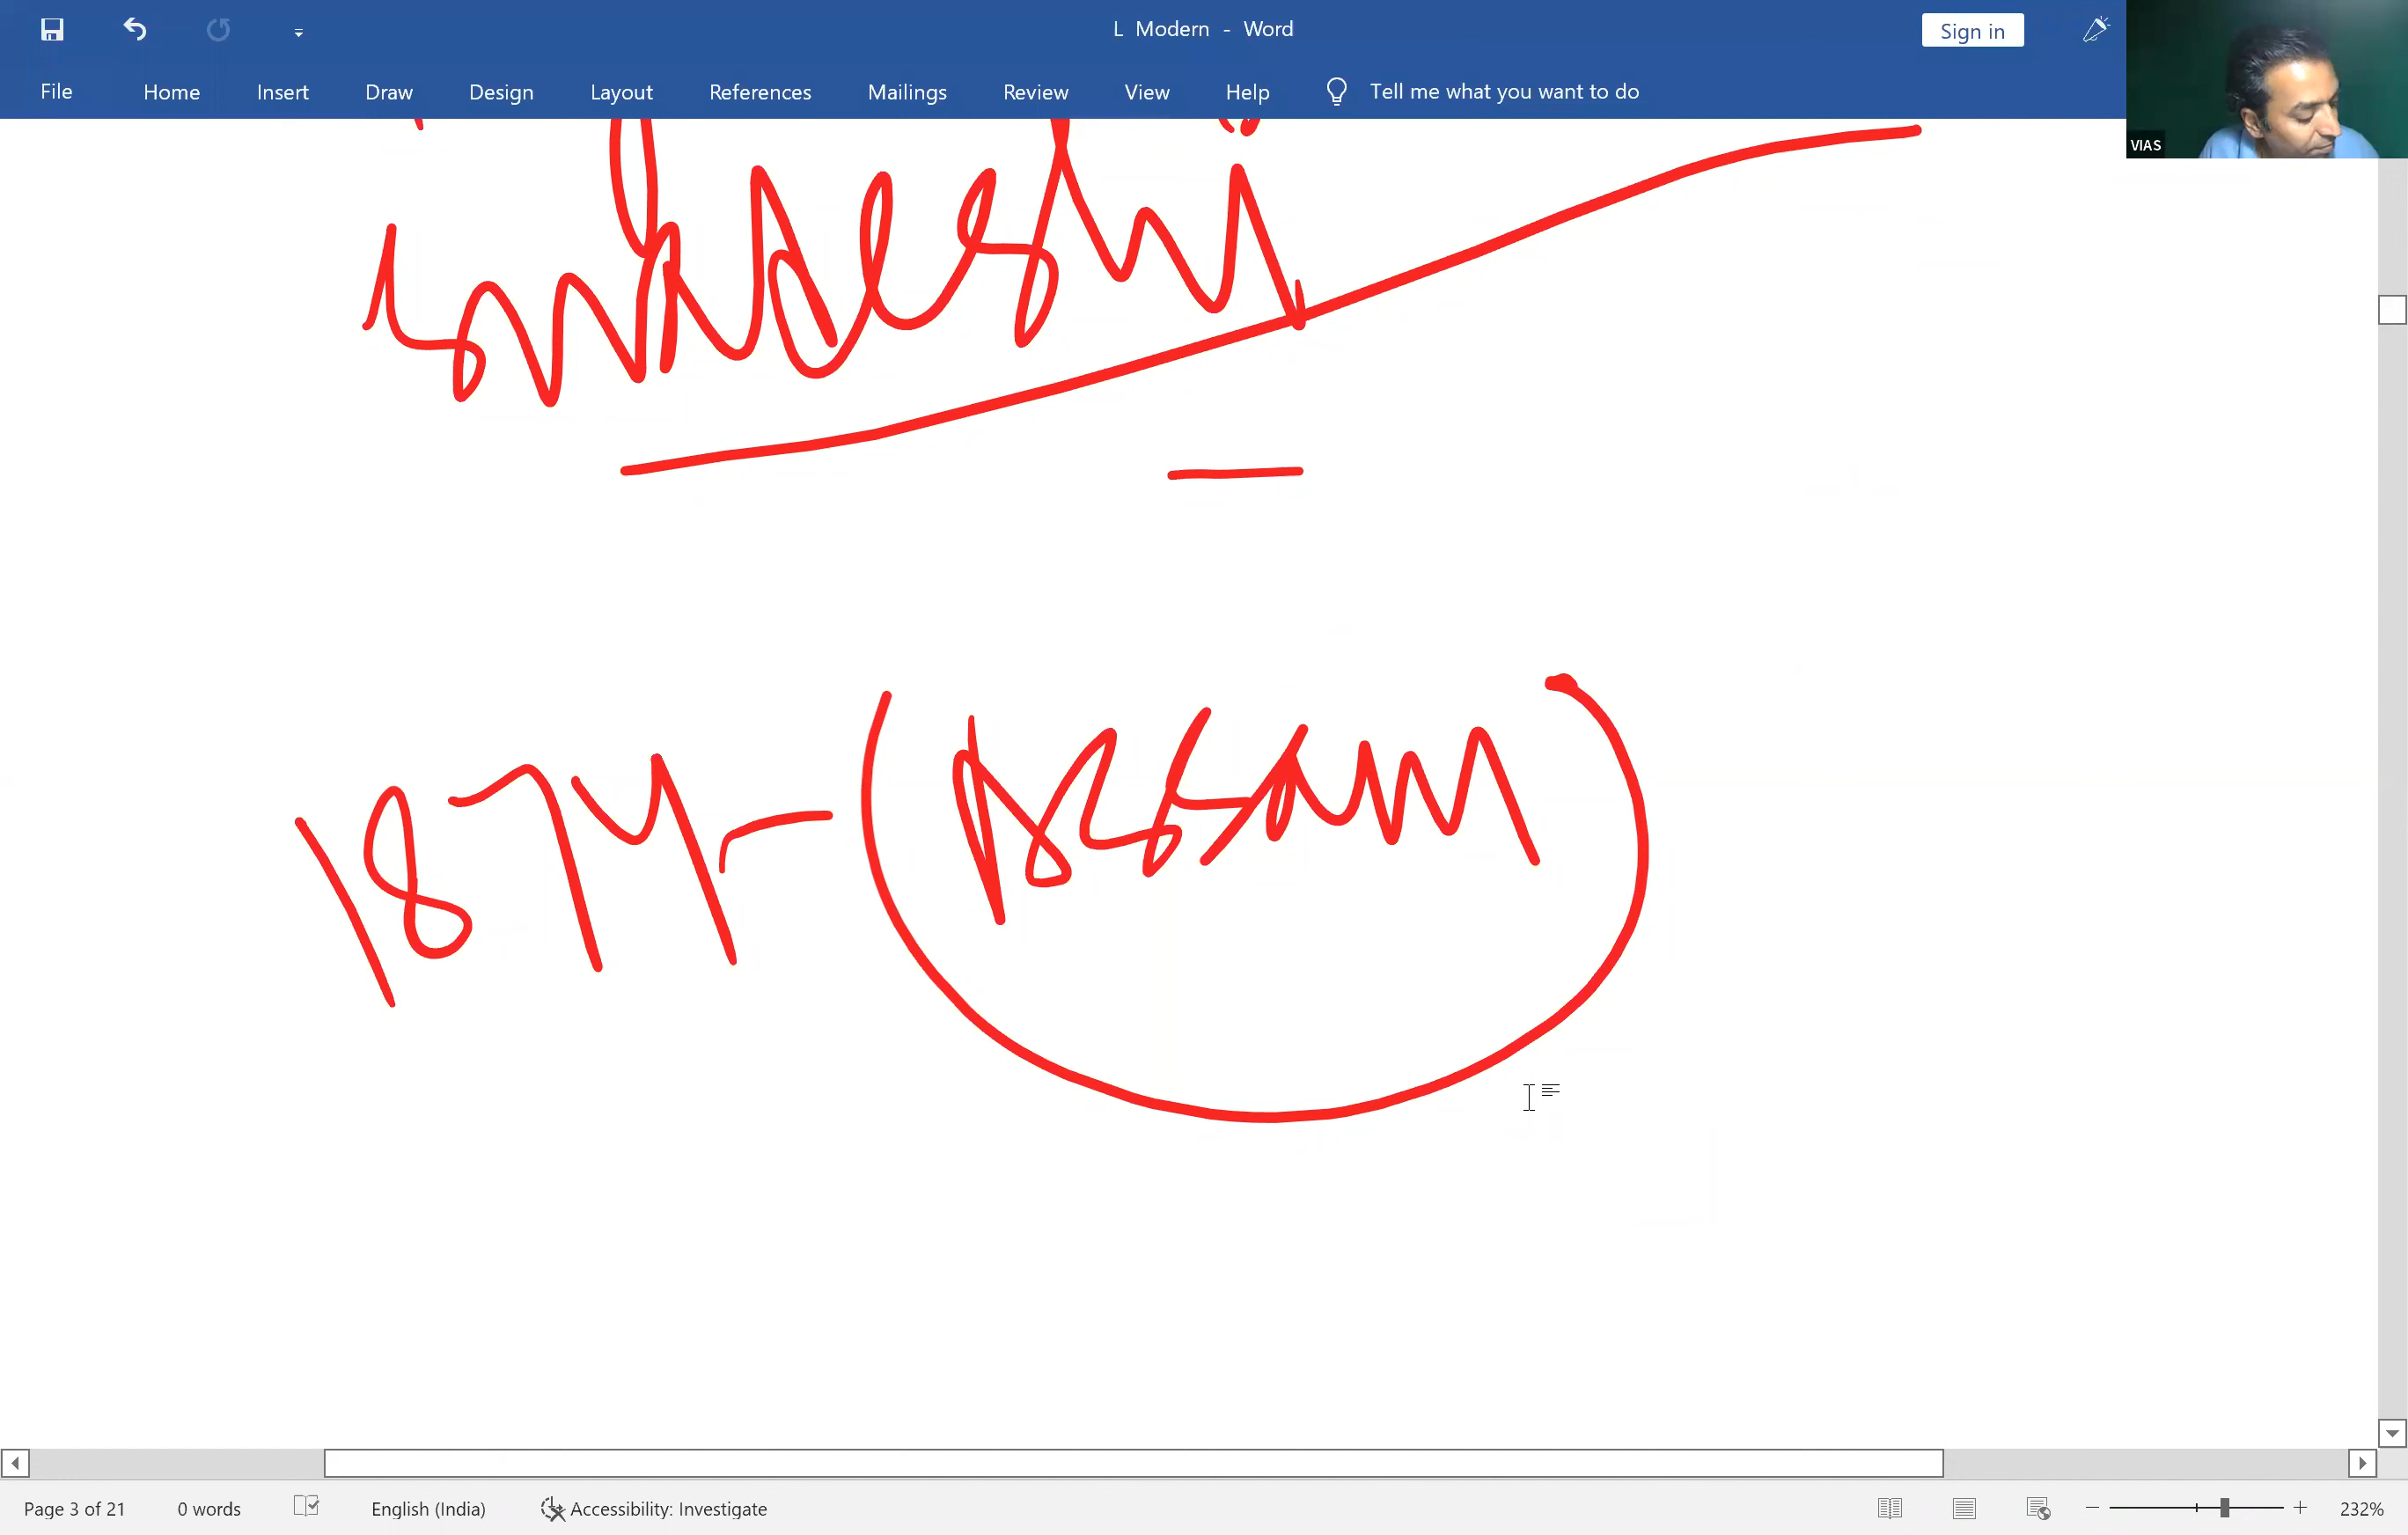 L Modern - Word
Sign in
File Home Insert Draw Design Layout References Mailings Review View Help Tell me what you want to do
VIAS
1874 - (Assam)
Page 3 of 21 0 words English (India) Accessibility: Investigate 232%